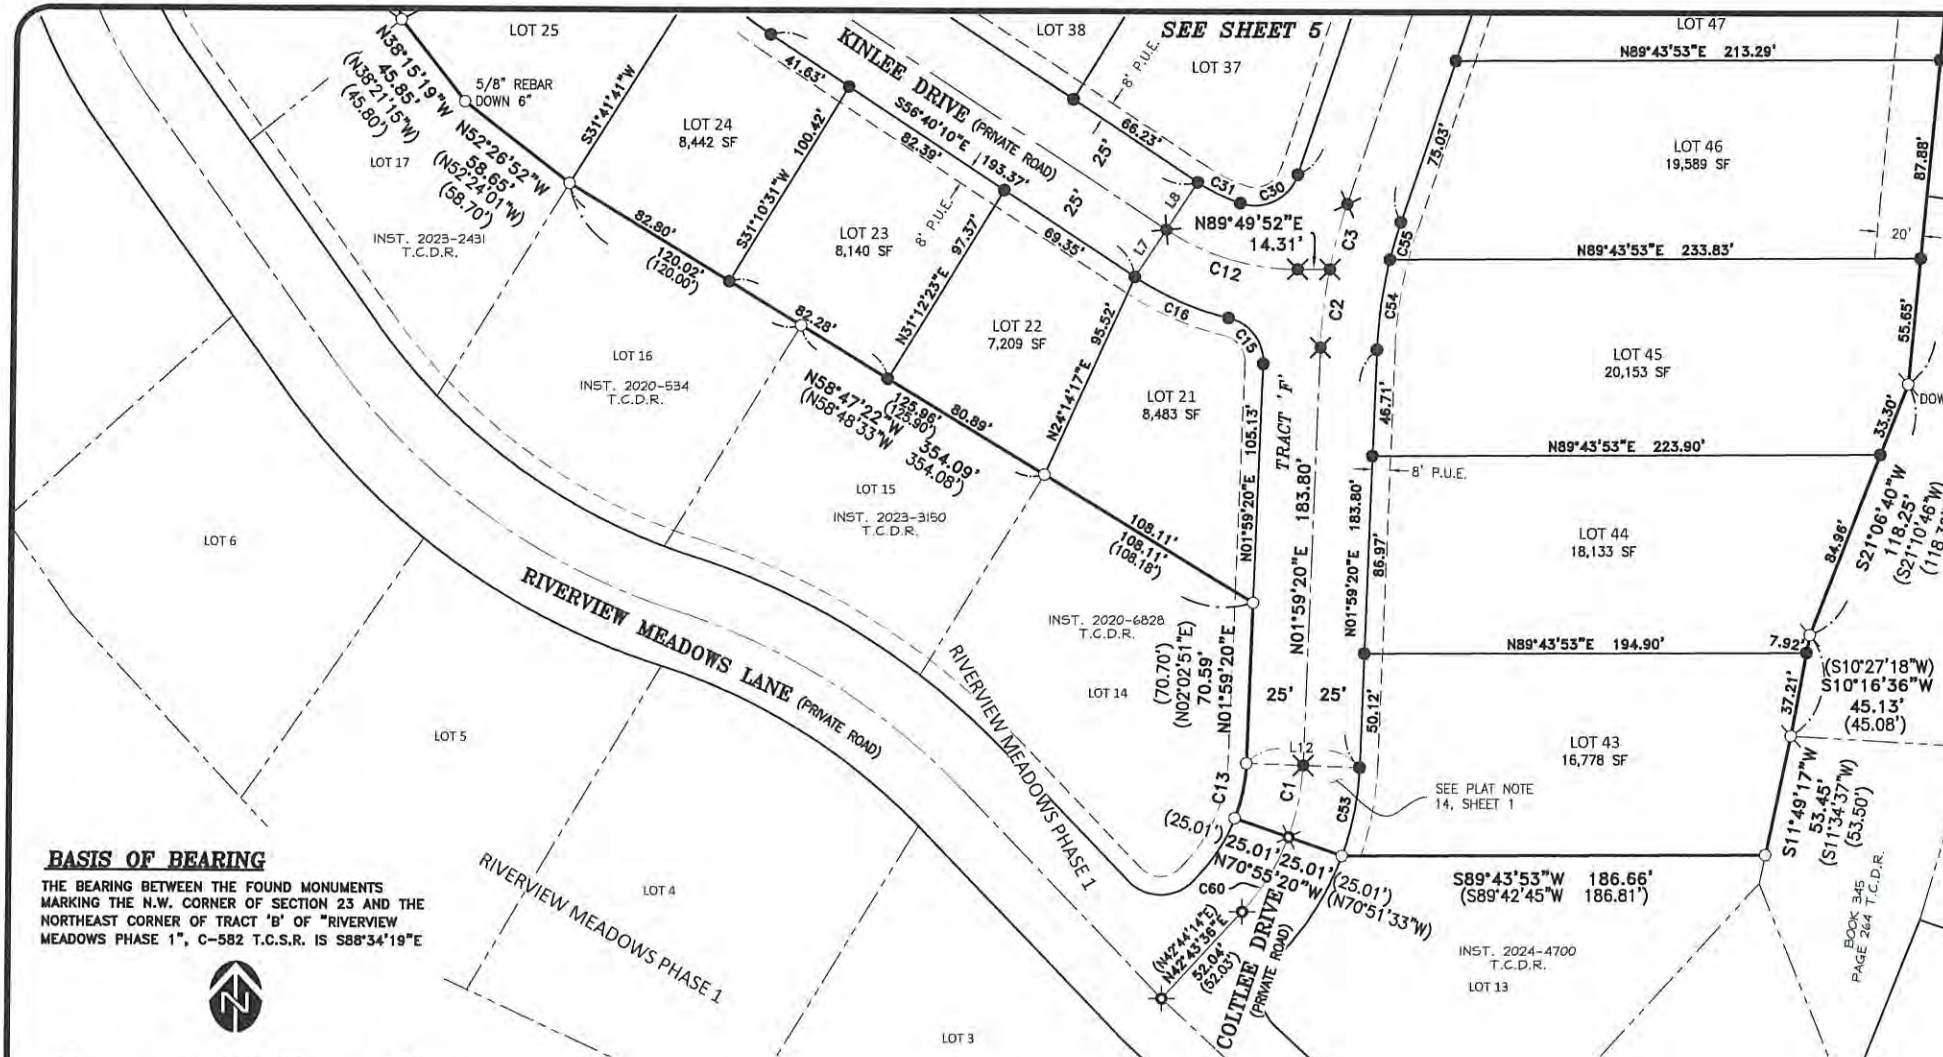 SEE SHEET 5
LOT 25
LOT 38
LOT 37
LOT 47
N89°43'53"E 213.29'
N38°15'19"W
45.85'
(N38°21'15"W)
(45.80')
5/8" REBAR
DOWN 6"
S31°41'41"W
41.63'
KINLEE DRIVE (PRIVATE ROAD)
8' P.U.E.
LOT 24
8,442 SF
S56°40'10"E 193.37'
82.39'
66.23'
25'
25'
75.03'
LOT 46
19,589 SF
87.88'
LOT 17
N52°26'52"W
58.65'
(N52°24'01"W)
(58.70')
INST. 2023-2431
T.C.D.R.
S31°10'31"W 100.42'
82.80'
120.02'
(120.00')
LOT 23
8,140 SF
8' P.U.E.
N31°12'23"E 97.37'
69.35'
L7
L8
C31
C30
N89°49'52"E
14.31'
C12
C3
C55
C2
C54
N89°43'53"E 233.83'
20'
C16
C15
82.28'
LOT 22
7,209 SF
95.52'
N24°14'17"E
LOT 16
INST. 2020-534
T.C.D.R.
N58°47'22"W 354.09'
(N58°48'33"W 354.08')
125.96'
(125.90')
80.89'
LOT 21
8,483 SF
N01°59'20"E 105.13'
TRACT 'F'
N01°59'20"E 183.80'
46.71'
LOT 45
20,153 SF
55.65'
DOW
33.30'
N89°43'53"E 223.90'
8' P.U.E.
LOT 15
INST. 2023-3150
T.C.D.R.
LOT 6
108.11'
108.11'
(108.18')
N01°59'20"E 183.80'
86.97'
LOT 44
18,133 SF
84.96'
S21°06'40"W
118.25'
(S21°10'46"W)
RIVERVIEW MEADOWS LANE (PRIVATE ROAD)
INST. 2020-6828
T.C.D.R.
LOT 14
(70.70')
(N02°02'51"E)
70.59'
N01°59'20"E
25'
25'
N89°43'53"E 194.90'
7.92'
(S10°27'18"W)
S10°16'36"W
45.13'
(45.08')
37.21'
50.12'
LOT 43
16,778 SF
LOT 5
RIVERVIEW MEADOWS PHASE 1
L12
C13
C1
C53
SEE PLAT NOTE
14, SHEET 1
S11°49'17"W
53.45'
(S11°34'37"W)
(53.50')
(25.01')
25.01'
25.01'
(25.01')
N70°55'20"W
(N70°51'33"W)
C60
S89°43'53"W 186.66'
(S89°42'45"W 186.81')
BASIS OF BEARING
THE BEARING BETWEEN THE FOUND MONUMENTS
MARKING THE N.W. CORNER OF SECTION 23 AND THE
NORTHEAST CORNER OF TRACT 'B' OF "RIVERVIEW
MEADOWS PHASE 1", C-582 T.C.S.R. IS S88°34'19"E
N
RIVERVIEW MEADOWS PHASE 1
LOT 4
LOT 3
(N42°44'14"E)
N42°43'36"E
52.04'
(52.03')
COLTLEE DRIVE
(PRIVATE ROAD)
INST. 2024-4700
T.C.D.R.
LOT 13
BOOK 345
PAGE 264 T.C.D.R.